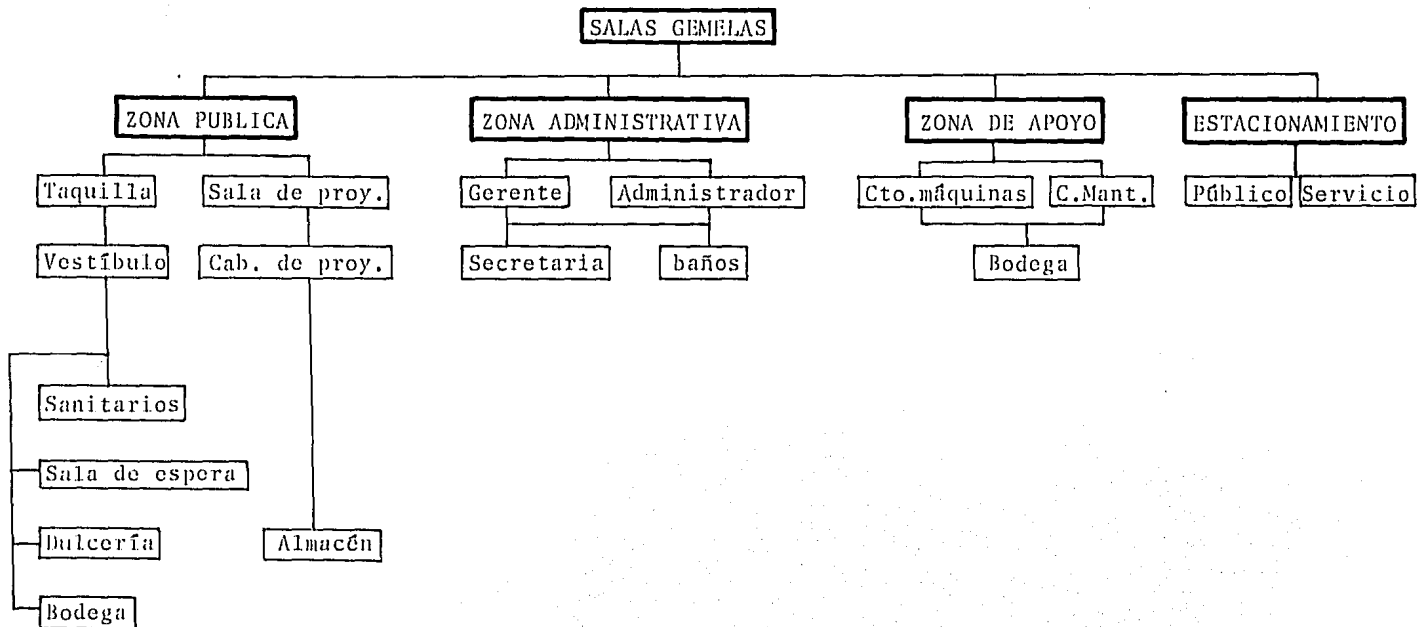 SALAS GEMELAS
ZONA PUBLICA
ZONA ADMINISTRATIVA
ZONA DE APOYO
ESTACIONAMIENTO
Taquilla
Sala de proy.
Gerente
Administrador
Cto.máquinas
C.Mant.
Público
Servicio
Vestíbulo
Cab. de proy.
Secretaria
baños
Bodega
Sanitarios
Sala de espera
Dulcería
Almacén
Bodega